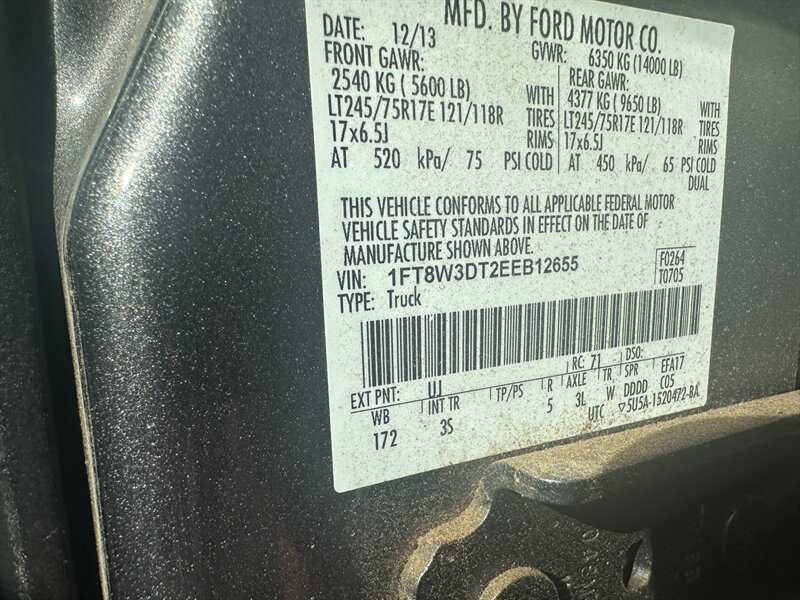 MFD. BY FORD MOTOR CO.
DATE: 12/13 GVWR: 6350 KG (14000 LB)
FRONT GAWR: REAR GAWR:
2540 KG (5600 LB) WITH 4377 KG (9650 LB) WITH
LT245/75R17E 121/118R TIRES LT245/75R17E 121/118R TIRES
17x6.5J RIMS 17x6.5J RIMS
AT 520 kPa/ 75 PSI COLD AT 450 kPa/ 65 PSI COLD
DUAL
THIS VEHICLE CONFORMS TO ALL APPLICABLE FEDERAL MOTOR
VEHICLE SAFETY STANDARDS IN EFFECT ON THE DATE OF
MANUFACTURE SHOWN ABOVE.
VIN: 1FT8W3DT2EEB12655 F0264
TYPE: Truck T0705
EXT PNT: UJ RC: 71 DSO:
WB INT TR TP/PS R AXLE TR SPR EFA17
172 3S 5 3L W DDDD C05
UTC ▽5U5A-1520472-BA